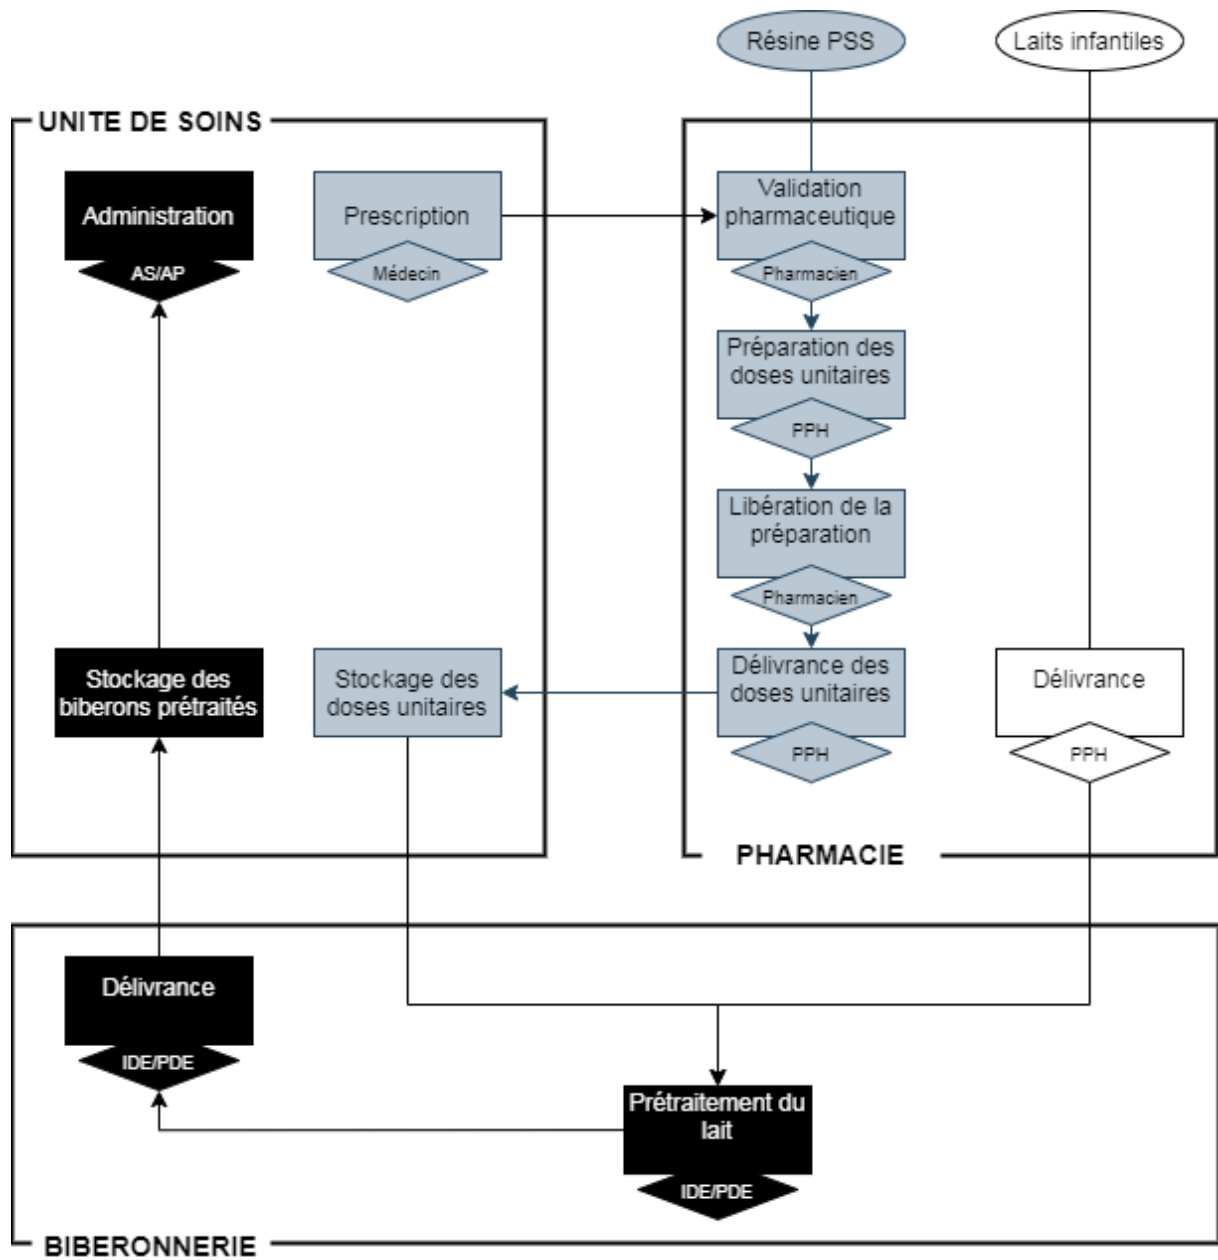 Résine PSS
Laits infantiles
UNITE DE SOINS
Administration
AS/AP
Prescription
Médecin
Validation
pharmaceutique
Pharmacien
Préparation des
doses unitaires
PPH
Libération de la
préparation
Pharmacien
Stockage des
biberons prétraités
Stockage des
doses unitaires
Délivrance des
doses unitaires
PPH
Délivrance
PPH
PHARMACIE
Délivrance
IDE/PDE
Prétraitement du
lait
IDE/PDE
BIBERONNERIE